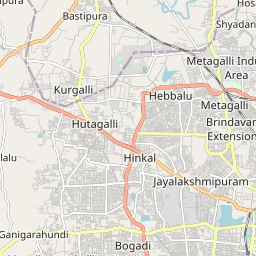 Bastipura
Shyadan
Metagalli Indu
Area
Kurgalli
Hebbalu
Metagalli
Hutagalli
Brindavan
Extension
Hinkal
Jayalakshmipuram
Ganigarahundi
Bogadi